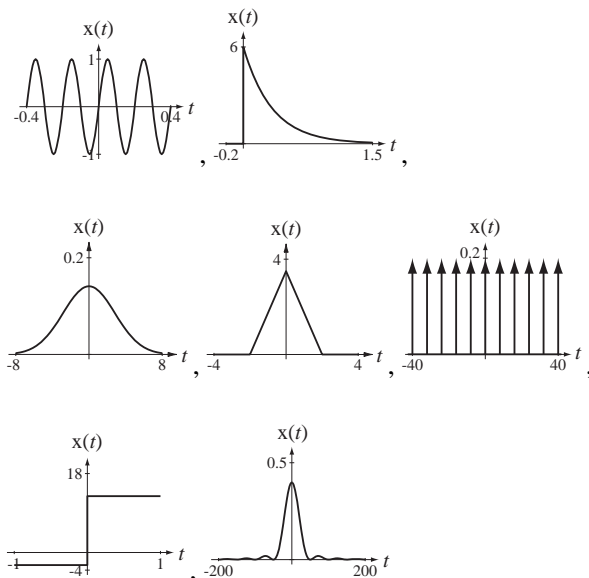 x(t) x(t)
1 6
-0.4 0.4 t
-1 , -0.2 1.5 t ,
x(t) x(t) x(t)
0.2 4 0.2
-8 8 t , -4 4 t , -40 40 t ,
x(t) x(t)
18 0.5
-1 1 t
-4 , -200 200 t